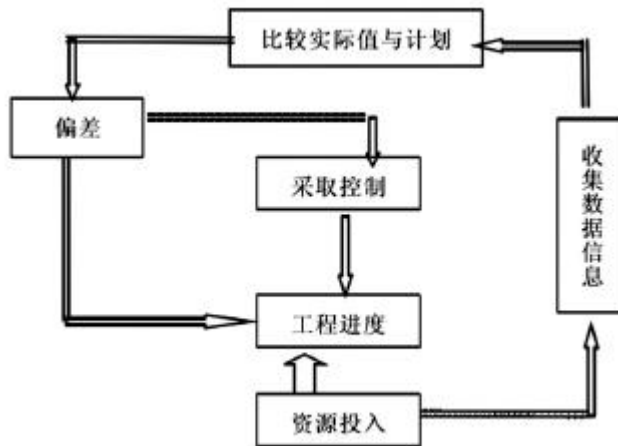 比较实际值与计划
偏差
采取控制
收集数据信息
工程进度
资源投入